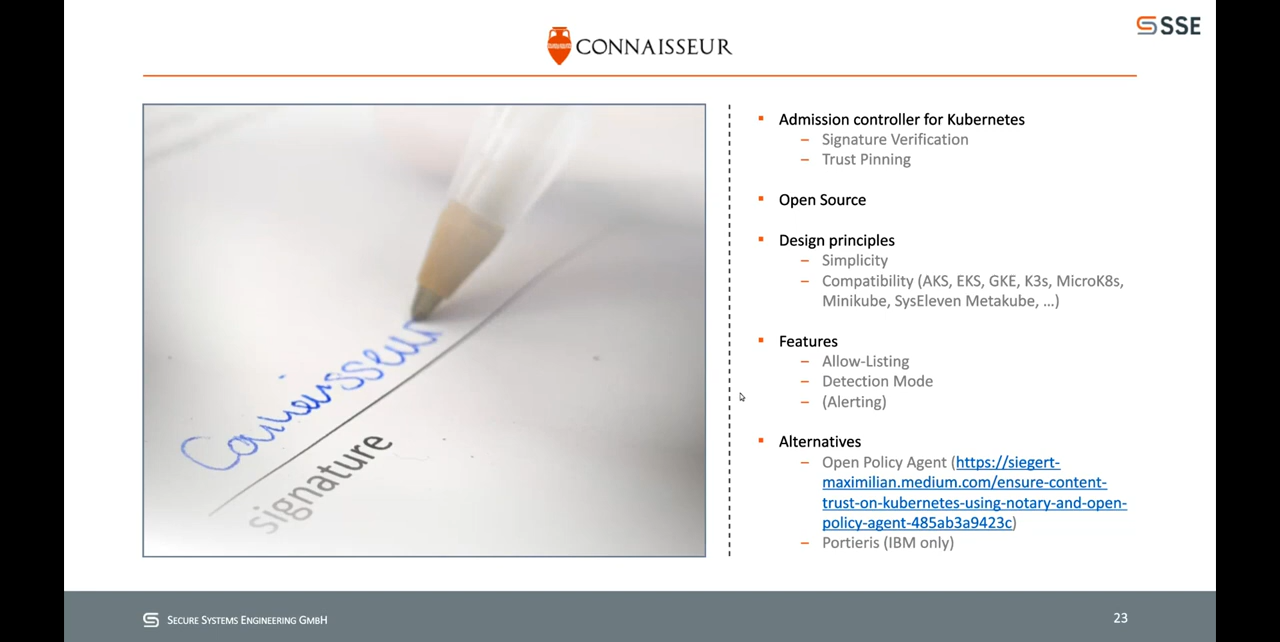 CONNAISSEUR
SSE
Connaisseur
signature
▪ Admission controller for Kubernetes
– Signature Verification
– Trust Pinning
▪ Open Source
▪ Design principles
– Simplicity
– Compatibility (AKS, EKS, GKE, K3s, MicroK8s,
Minikube, SysEleven Metakube, ...)
▪ Features
– Allow-Listing
– Detection Mode
– (Alerting)
▪ Alternatives
– Open Policy Agent (https://siegert-
maximilian.medium.com/ensure-content-
trust-on-kubernetes-using-notary-and-open-
policy-agent-485ab3a9423c)
– Portieris (IBM only)
SECURE SYSTEMS ENGINEERING GMBH
23